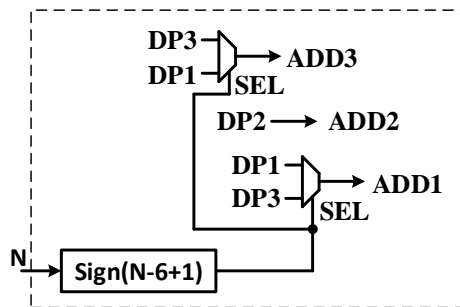 DP3
ADD3
DP1
SEL
DP2
ADD2
DP1
ADD1
DP3
SEL
N
Sign(N-6+1)